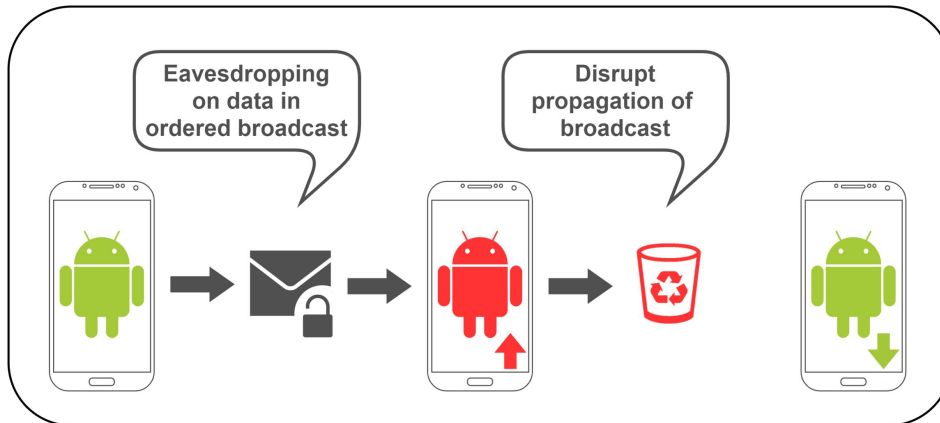 Eavesdropping
on data in
ordered broadcast
Disrupt
propagation of
broadcast